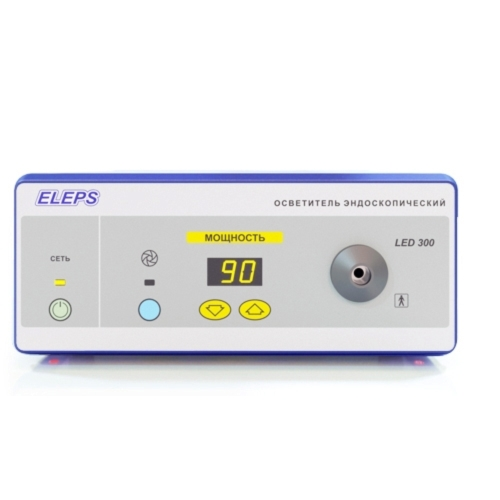 ELEPS
ОСВЕТИТЕЛЬ ЭНДОСКОПИЧЕСКИЙ
МОЩНОСТЬ
LED 300
СЕТЬ
90